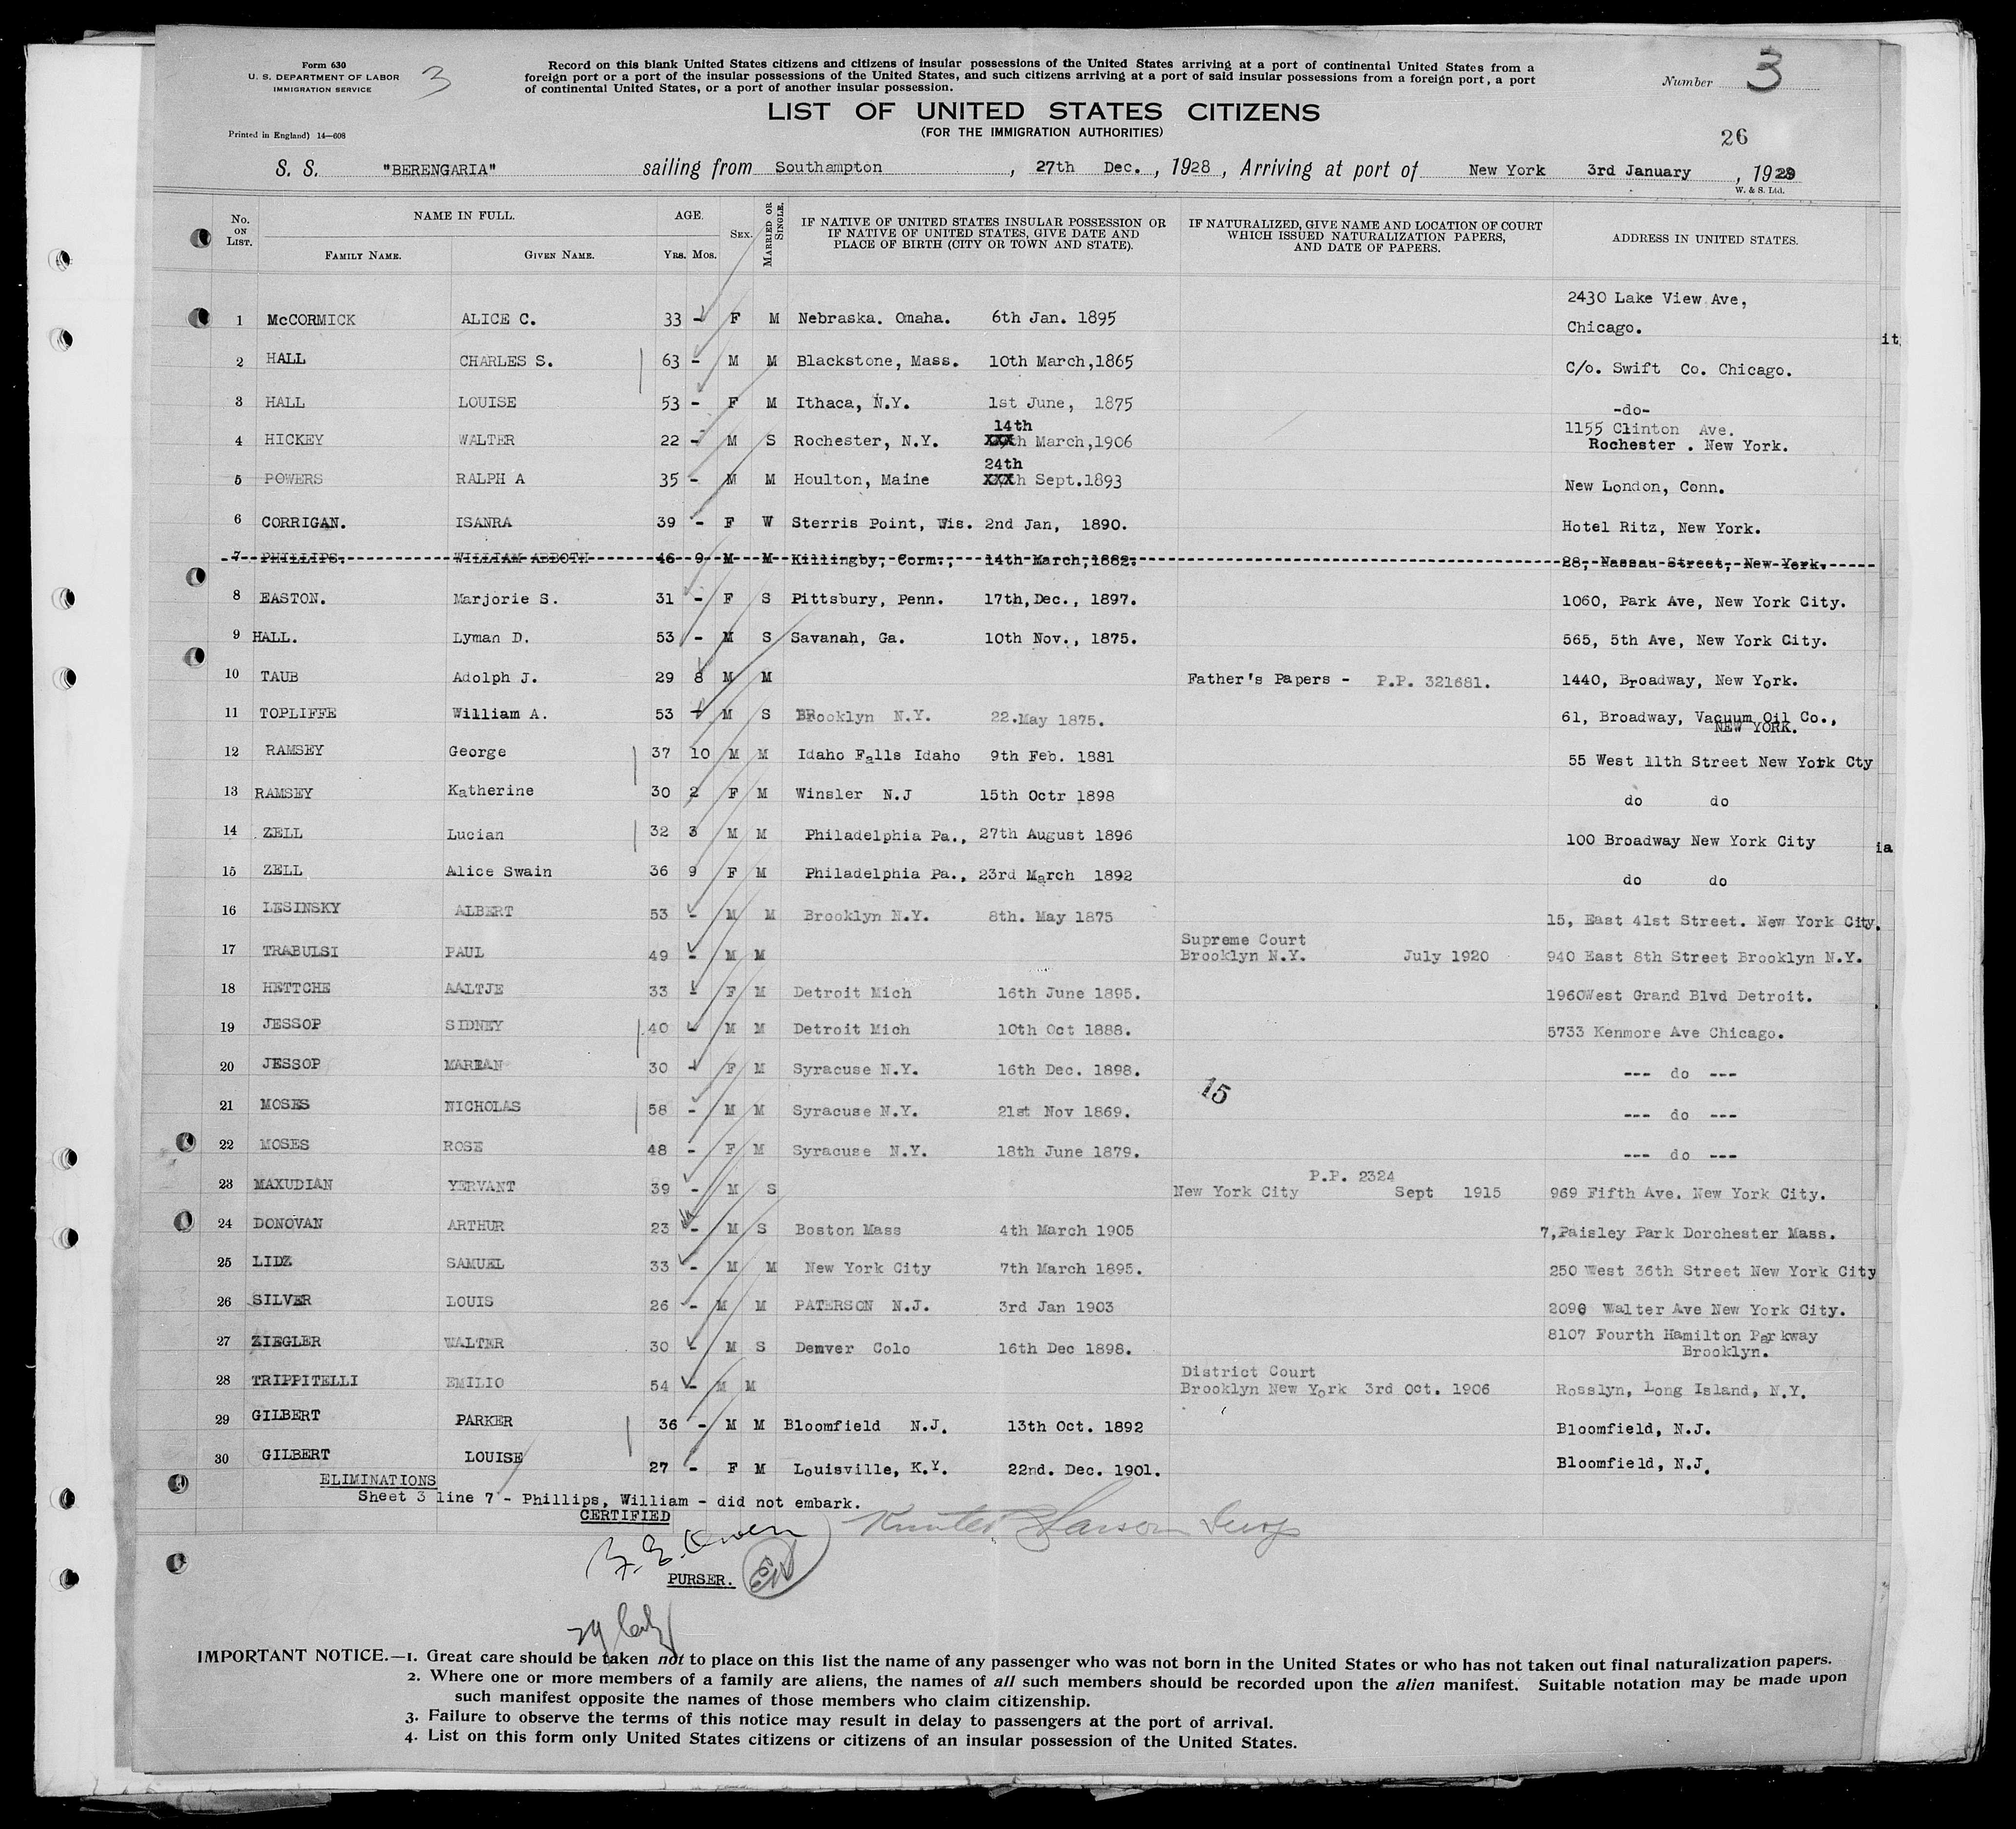 Form 630
U. S. DEPARTMENT OF LABOR
IMMIGRATION SERVICE
3
Printed in England) 14—608
Record on this blank United States citizens and citizens of insular possessions of the United States arriving at a port of continental United States from a
foreign port or a port of the insular possessions of the United States, and such citizens arriving at a port of said insular possessions from a foreign port, a port
of continental United States, or a port of another insular possession.
Number 3
LIST OF UNITED STATES CITIZENS
(FOR THE IMMIGRATION AUTHORITIES)
26
S. S. "BERENGARIA" sailing from Southampton, 27th Dec., 1928, Arriving at port of New York 3rd January, 1929
W. & S. Ltd.
No. ON LIST. NAME IN FULL. FAMILY NAME. GIVEN NAME. AGE. YRS. MOS. SEX. MARRIED OR SINGLE. IF NATIVE OF UNITED STATES INSULAR POSSESSION OR IF NATIVE OF UNITED STATES, GIVE DATE AND PLACE OF BIRTH (CITY OR TOWN AND STATE). IF NATURALIZED, GIVE NAME AND LOCATION OF COURT WHICH ISSUED NATURALIZATION PAPERS, AND DATE OF PAPERS. ADDRESS IN UNITED STATES.
1 McCORMICK ALICE C. 33 - F M Nebraska. Omaha. 6th Jan. 1895 2430 Lake View Ave, Chicago.
2 HALL CHARLES S. 63 - M M Blackstone, Mass. 10th March,1865 C/o. Swift Co. Chicago.
3 HALL LOUISE 53 - F M Ithaca, N.Y. 1st June, 1875 -do-
4 HICKEY WALTER 22 - M S Rochester, N.Y. 14th XXXth March,1906 1155 Clinton Ave. Rochester . New York.
5 POWERS RALPH A 35 - M M Houlton, Maine 24th XXXth Sept.1893 New London, Conn.
6 CORRIGAN. ISANRA 39 - F W Sterris Point, Wis. 2nd Jan, 1890. Hotel Ritz, New York.
7 PHILLIPS. WILLIAM ABBOTH 46 9 M M Killingby, Corm., 14th March,1882. 28, Nassau Street, New York.
8 EASTON. Marjorie S. 31 - F S Pittsbury, Penn. 17th,Dec., 1897. 1060, Park Ave, New York City.
9 HALL. Lyman D. 53 - M S Savanah, Ga. 10th Nov., 1875. 565, 5th Ave, New York City.
10 TAUB Adolph J. 29 8 M M Father's Papers - P.P. 321681. 1440, Broadway, New York.
11 TOPLIFFE William A. 53 - M S Brooklyn N.Y. 22.May 1875. 61, Broadway, Vacuum Oil Co., NEW YORK.
12 RAMSEY George 37 10 M M Idaho Falls Idaho 9th Feb. 1881 55 West 11th Street New York Cty
13 RAMSEY Katherine 30 2 F M Winsler N.J 15th Octr 1898 do do
14 ZELL Lucian 32 3 M M Philadelphia Pa., 27th August 1896 100 Broadway New York City
15 ZELL Alice Swain 36 9 F M Philadelphia Pa., 23rd March 1892 do do
16 LESINSKY ALBERT 53 - M M Brooklyn N.Y. 8th. May 1875 15, East 41st Street. New York City.
17 TRABULSI PAUL 49 - M M Supreme Court Brooklyn N.Y. July 1920 940 East 8th Street Brooklyn N.Y.
18 HETTCHE AALTJE 33 - F M Detroit Mich 16th June 1895. 1960West Grand Blvd Detroit.
19 JESSOP SIDNEY 40 - M M Detroit Mich 10th Oct 1888. 5733 Kenmore Ave Chicago.
20 JESSOP MARIAN 30 - F M Syracuse N.Y. 16th Dec. 1898. --- do ---
15
21 MOSES NICHOLAS 58 - M M Syracuse N.Y. 21st Nov 1869. --- do ---
22 MOSES ROSE 48 - F M Syracuse N.Y. 18th June 1879. --- do ---
23 MAXUDIAN YERVANT 39 - M S P.P. 2324 New York City Sept 1915 969 Fifth Ave. New York City.
24 DONOVAN ARTHUR 23 - M S Boston Mass 4th March 1905 7,Paisley Park Dorchester Mass.
25 LIDZ SAMUEL 33 - M M New York City 7th March 1895. 250 West 36th Street New York City
26 SILVER LOUIS 26 - M M PATERSON N.J. 3rd Jan 1903 2090 Walter Ave New York City.
27 ZIEGLER WALTER 30 - M S Denver Colo 16th Dec 1898. 8107 Fourth Hamilton Parkway Brooklyn.
28 TRIPPITELLI EMILIO 54 - M M District Court Brooklyn New York 3rd Oct. 1906 Rosslyn, Long Island, N.Y.
29 GILBERT PARKER 36 - M M Bloomfield N.J. 13th Oct. 1892 Bloomfield, N.J.
30 GILBERT LOUISE 27 - F M Louisville, K.Y. 22nd. Dec. 1901. Bloomfield, N.J.
ELIMINATIONS
Sheet 3 line 7 - Phillips, William - did not embark.
CERTIFIED
PURSER.
IMPORTANT NOTICE.—1. Great care should be taken not to place on this list the name of any passenger who was not born in the United States or who has not taken out final naturalization papers.
2. Where one or more members of a family are aliens, the names of all such members should be recorded upon the alien manifest. Suitable notation may be made upon
such manifest opposite the names of those members who claim citizenship.
3. Failure to observe the terms of this notice may result in delay to passengers at the port of arrival.
4. List on this form only United States citizens or citizens of an insular possession of the United States.
it
ia